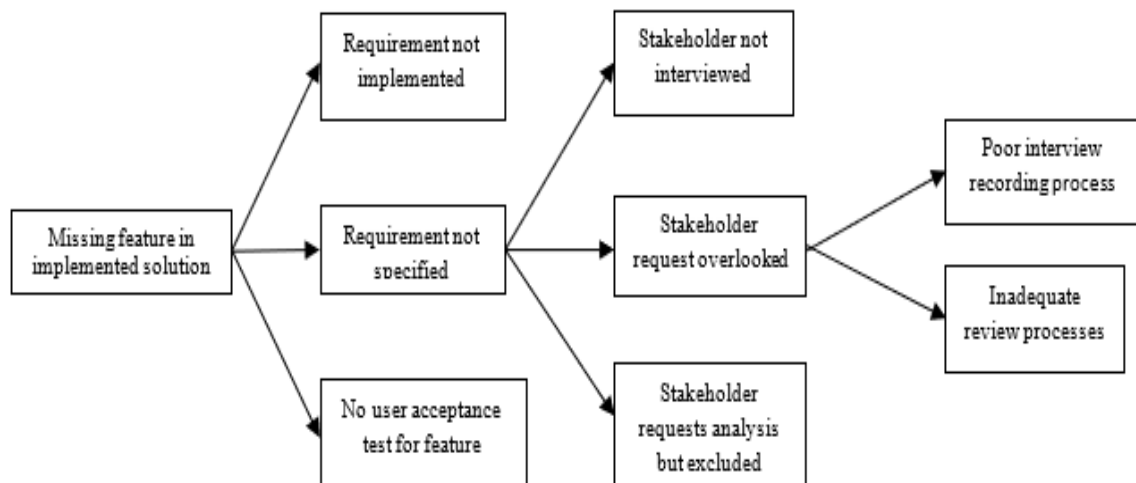 Requirement not
implemented
Stakeholder not
interviewed
Poor interview
recording process
Missing feature in
implemented solution
Requirement not
specified
Stakeholder
request overlooked
Inadequate
review processes
No user acceptance
test for feature
Stakeholder
requests analysis
but excluded